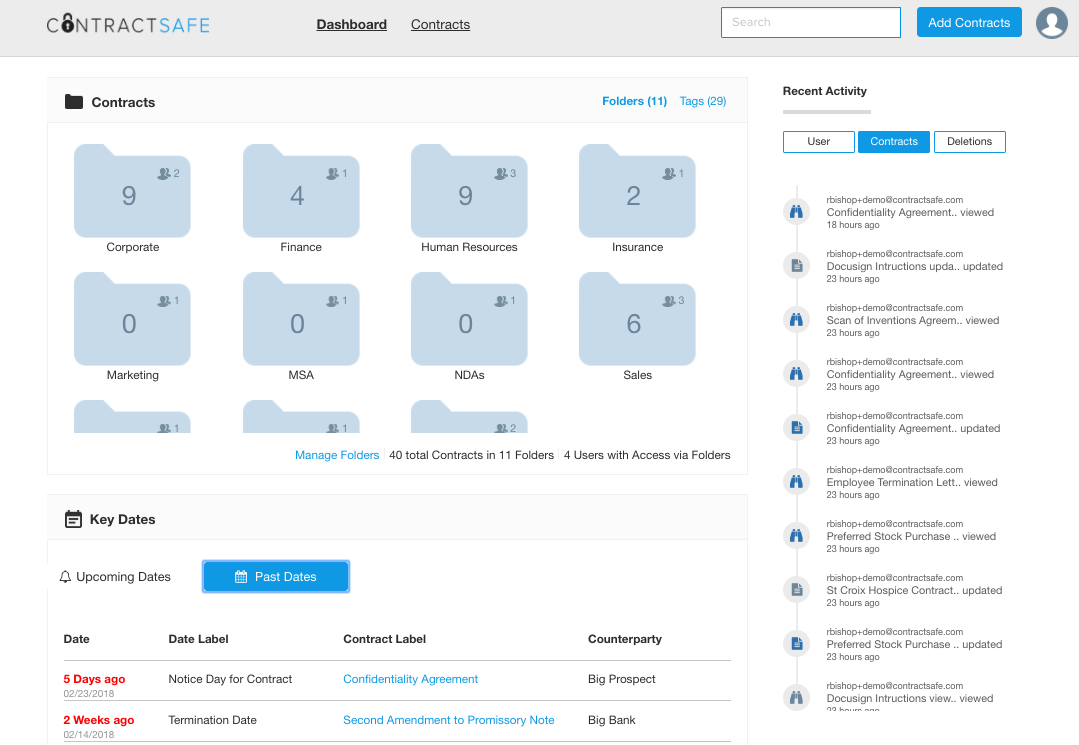 CONTRACTSAFE
Dashboard Contracts Search Add Contracts
Contracts Folders (11) Tags (29)
2 1 3 1
9 4 9 2
Corporate Finance Human Resources Insurance
1 1 1 3
0 0 0 6
Marketing MSA NDAs Sales
1 1 2
Manage Folders 40 total Contracts in 11 Folders 4 Users with Access via Folders
Key Dates
Upcoming Dates Past Dates
Date Date Label Contract Label Counterparty
5 Days ago Notice Day for Contract Confidentiality Agreement Big Prospect
02/23/2018
2 Weeks ago Termination Date Second Amendment to Promissory Note Big Bank
02/14/2018
Recent Activity
User Contracts Deletions
rbishop+demo@contractsafe.com
Confidentiality Agreement.. viewed
18 hours ago
rbishop+demo@contractsafe.com
Docusign Intructions upda.. updated
23 hours ago
rbishop+demo@contractsafe.com
Scan of Inventions Agreem.. viewed
23 hours ago
rbishop+demo@contractsafe.com
Confidentiality Agreement.. viewed
23 hours ago
rbishop+demo@contractsafe.com
Confidentiality Agreement.. updated
23 hours ago
rbishop+demo@contractsafe.com
Employee Termination Lett.. viewed
23 hours ago
rbishop+demo@contractsafe.com
Preferred Stock Purchase .. viewed
23 hours ago
rbishop+demo@contractsafe.com
St Croix Hospice Contract.. updated
23 hours ago
rbishop+demo@contractsafe.com
Preferred Stock Purchase .. updated
23 hours ago
rbishop+demo@contractsafe.com
Docusign Intructions view.. viewed
23 hours ago